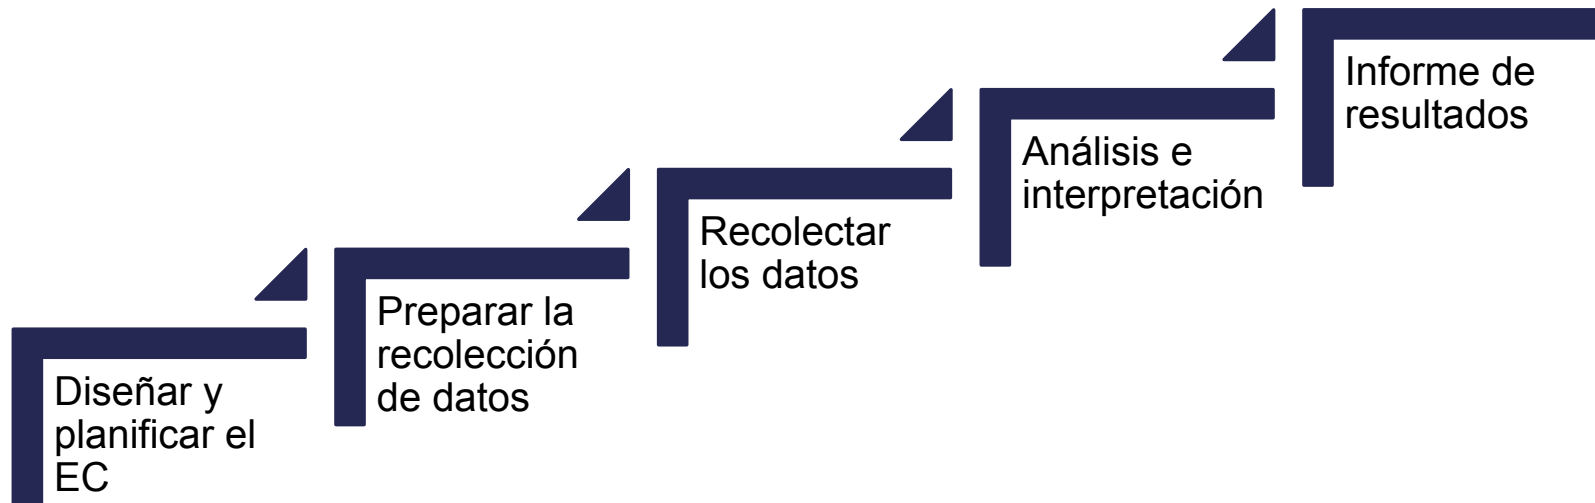 Diseñar y
planificar el
EC
Preparar la
recolección
de datos
Recolectar
los datos
Análisis e
interpretación
Informe de
resultados